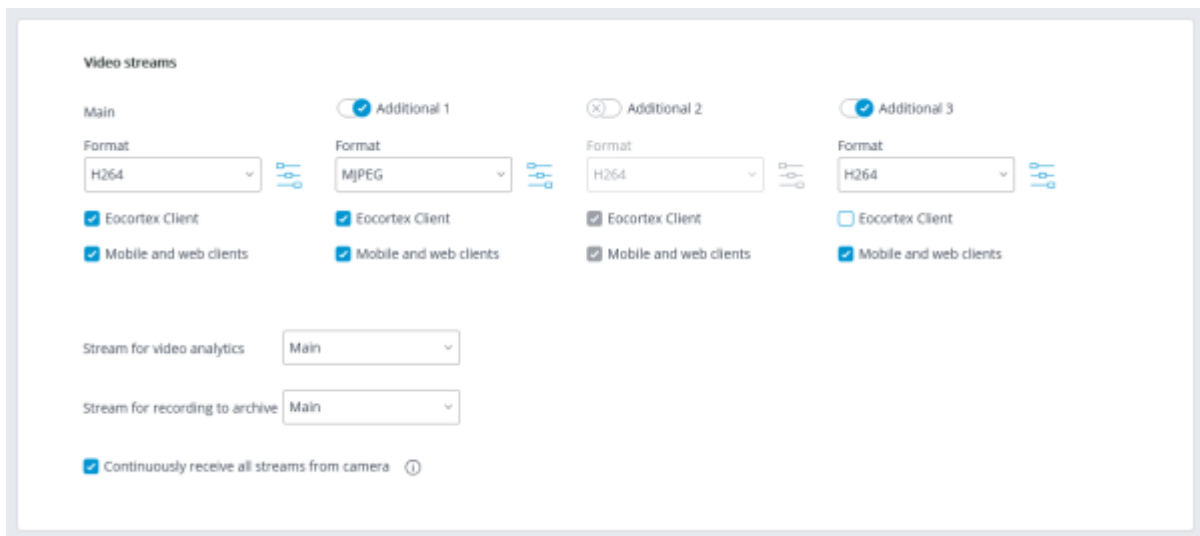 Video streams
Main
Additional 1
Additional 2
Additional 3
Format
Format
Format
Format
H264
MJPEG
H264
H264
Eocortex Client
Eocortex Client
Eocortex Client
Eocortex Client
Mobile and web clients
Mobile and web clients
Mobile and web clients
Mobile and web clients
Stream for video analytics
Main
Stream for recording to archive
Main
Continuously receive all streams from camera